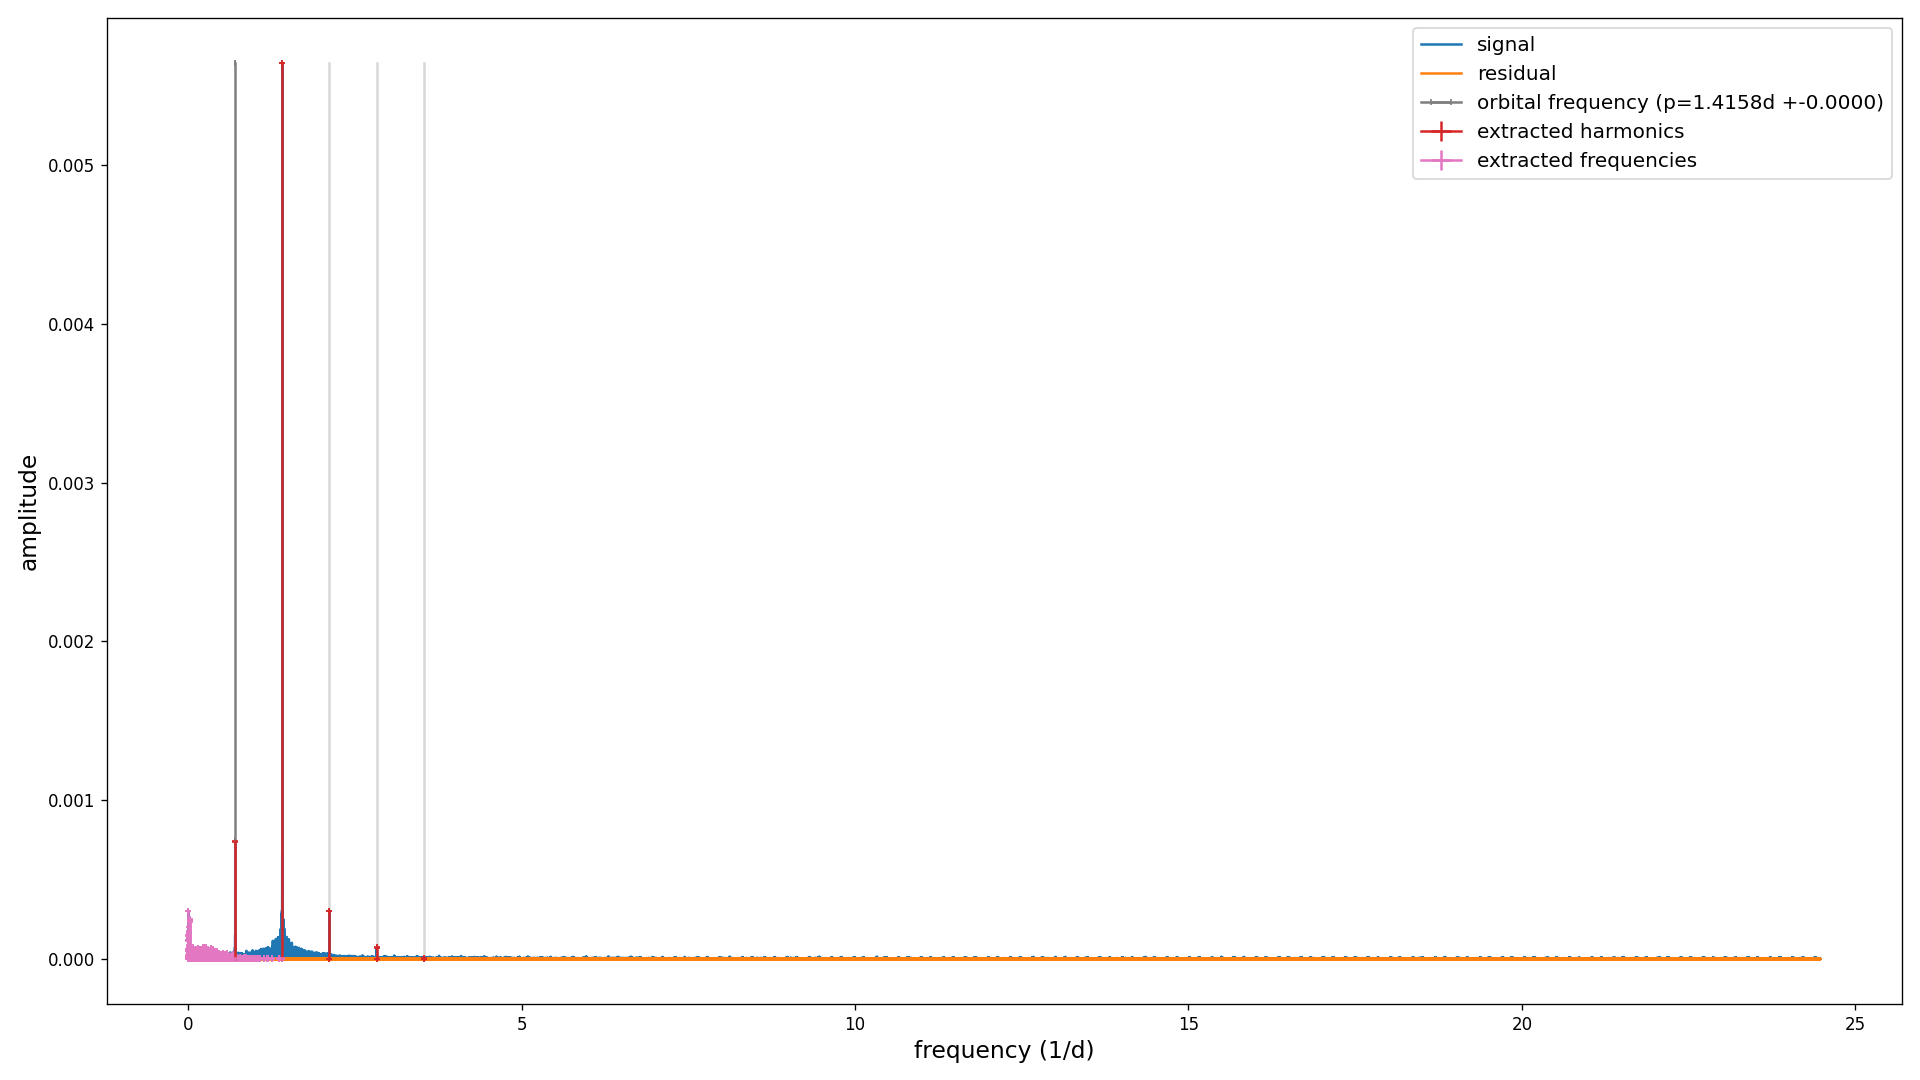 signal
residual
orbital frequency (p=1.4158d +-0.0000)
extracted harmonics
extracted frequencies
0.005
0.004
0.003
0.002
0.001
0.000
amplitude
0 5 10 15 20 25
frequency (1/d)